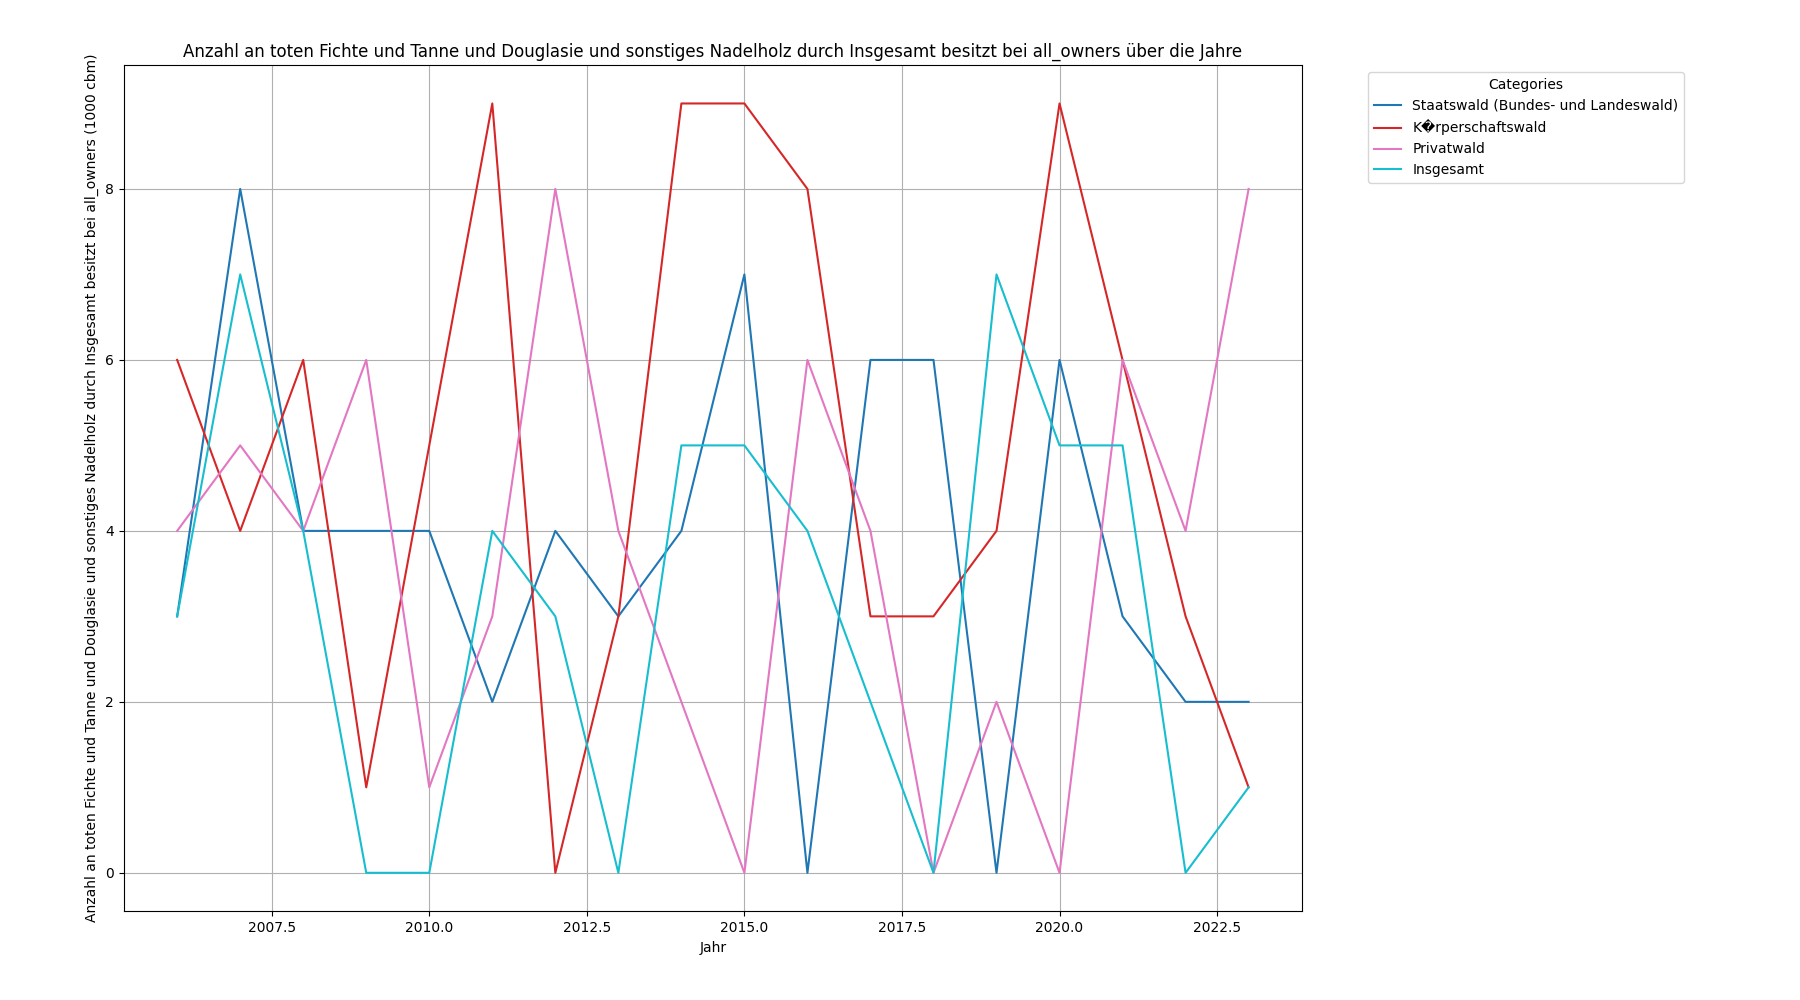 Anzahl an toten Fichte und Tanne und Douglasie und sonstiges Nadelholz durch Insgesamt besitzt bei all_owners über die Jahre
Anzahl an toten Fichte und Tanne und Douglasie und sonstiges Nadelholz durch Insgesamt besitzt bei all_owners (1000 cbm)
8
6
4
2
0
2007.5 2010.0 2012.5 2015.0 2017.5 2020.0 2022.5
Jahr
Categories
Staatswald (Bundes- und Landeswald)
K�rperschaftswald
Privatwald
Insgesamt